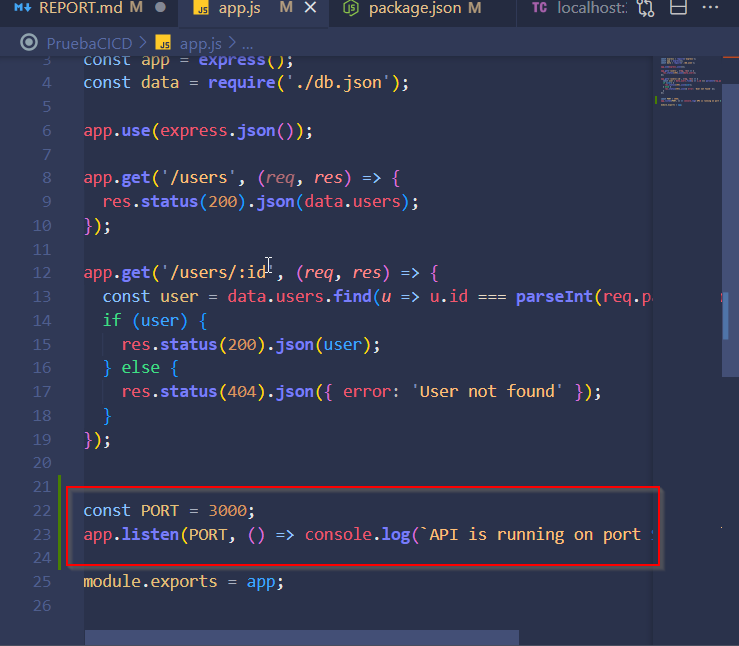 REPORT.md M
JS app.js M
package.json M
TC localhost:
PruebaCICD > JS app.js > ...
3 const app = express();
4 const data = require('./db.json');
5
6 app.use(express.json());
7
8 app.get('/users', (req, res) => {
9 res.status(200).json(data.users);
10 });
11
12 app.get('/users/:id', (req, res) => {
13 const user = data.users.find(u => u.id === parseInt(req.pa
14 if (user) {
15 res.status(200).json(user);
16 } else {
17 res.status(404).json({ error: 'User not found' });
18 }
19 });
20
21
22 const PORT = 3000;
23 app.listen(PORT, () => console.log(`API is running on port $
24
25 module.exports = app;
26